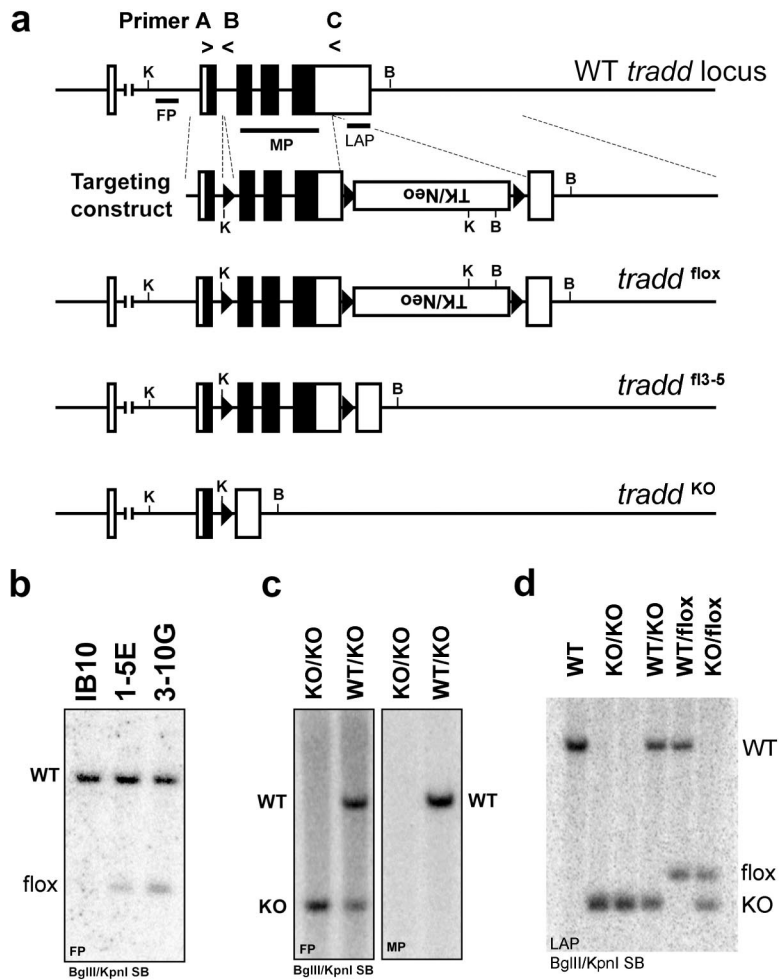 a
Primer A B C
> < <
K B WT tradd locus
FP MP LAP
Targeting construct
TK/Neo
B
K K B
K K K B
TK/Neo
B
tradd flox
K K B
tradd fl3-5
K K B
tradd KO
b
IB10 1-5E 3-10G
WT
flox
FP
BglII/KpnI SB
c
KO/KO WT/KO KO/KO WT/KO
WT WT
KO
FP MP
BglII/KpnI SB
d
WT KO/KO WT/KO WT/flox KO/flox
WT
flox
KO
LAP
BglII/KpnI SB